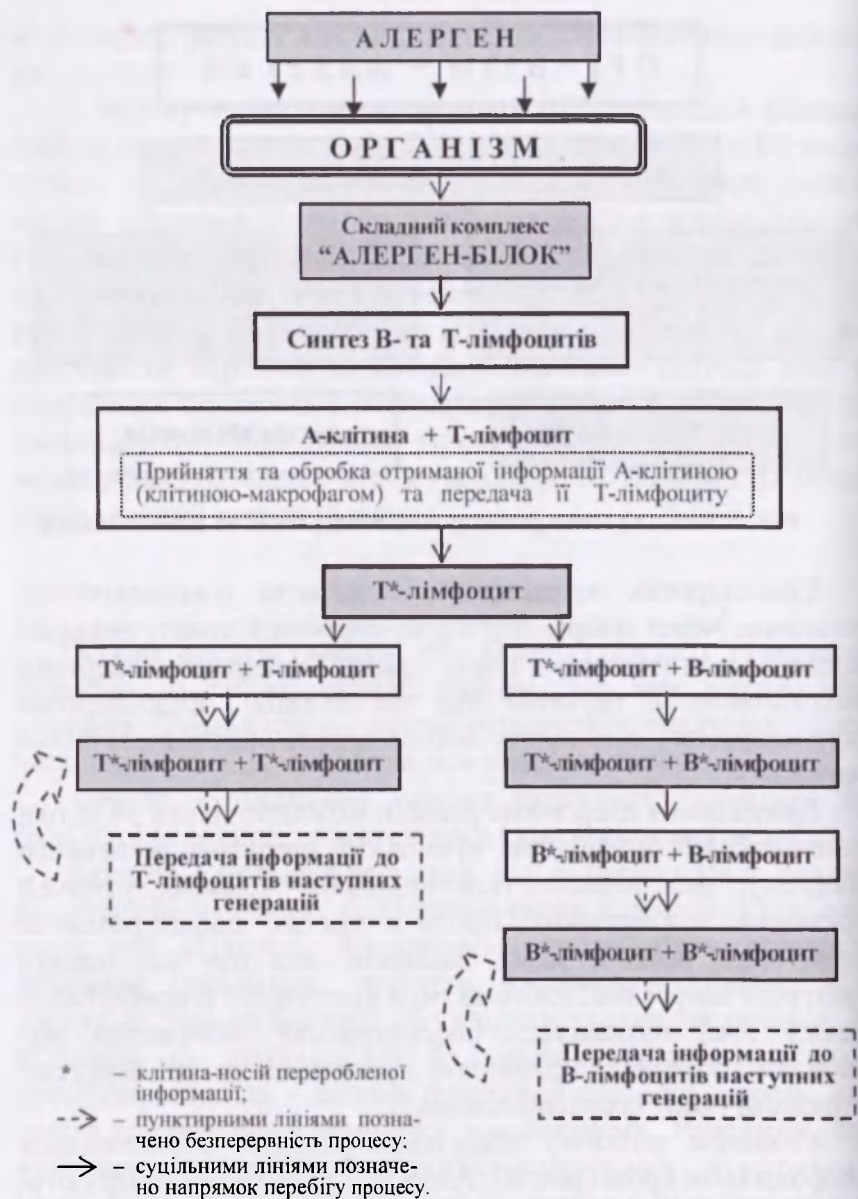 АЛЕРГЕН
ОРГАНІЗМ
Складний комплекс
“АЛЕРГЕН-БІЛОК”
Синтез В- та Т-лімфоцитів
А-клітина + Т-лімфоцит
Прийняття та обробка отриманої інформації А-клітиною
(клітиною-макрофагом) та передача її Т-лімфоциту
Т*-лімфоцит
Т*-лімфоцит + Т-лімфоцит
Т*-лімфоцит + В-лімфоцит
Т*-лімфоцит + Т*-лімфоцит
Т*-лімфоцит + В*-лімфоцит
Передача інформації до
Т-лімфоцитів наступних
генерацій
В*-лімфоцит + В-лімфоцит
В*-лімфоцит + В*-лімфоцит
Передача інформації до
В-лімфоцитів наступних
генерацій
* – клітина-носій переробленої
інформації;
– пунктирними лініями позна-
чено безперервність процесу;
– суцільними лініями позначе-
но напрямок перебігу процесу.